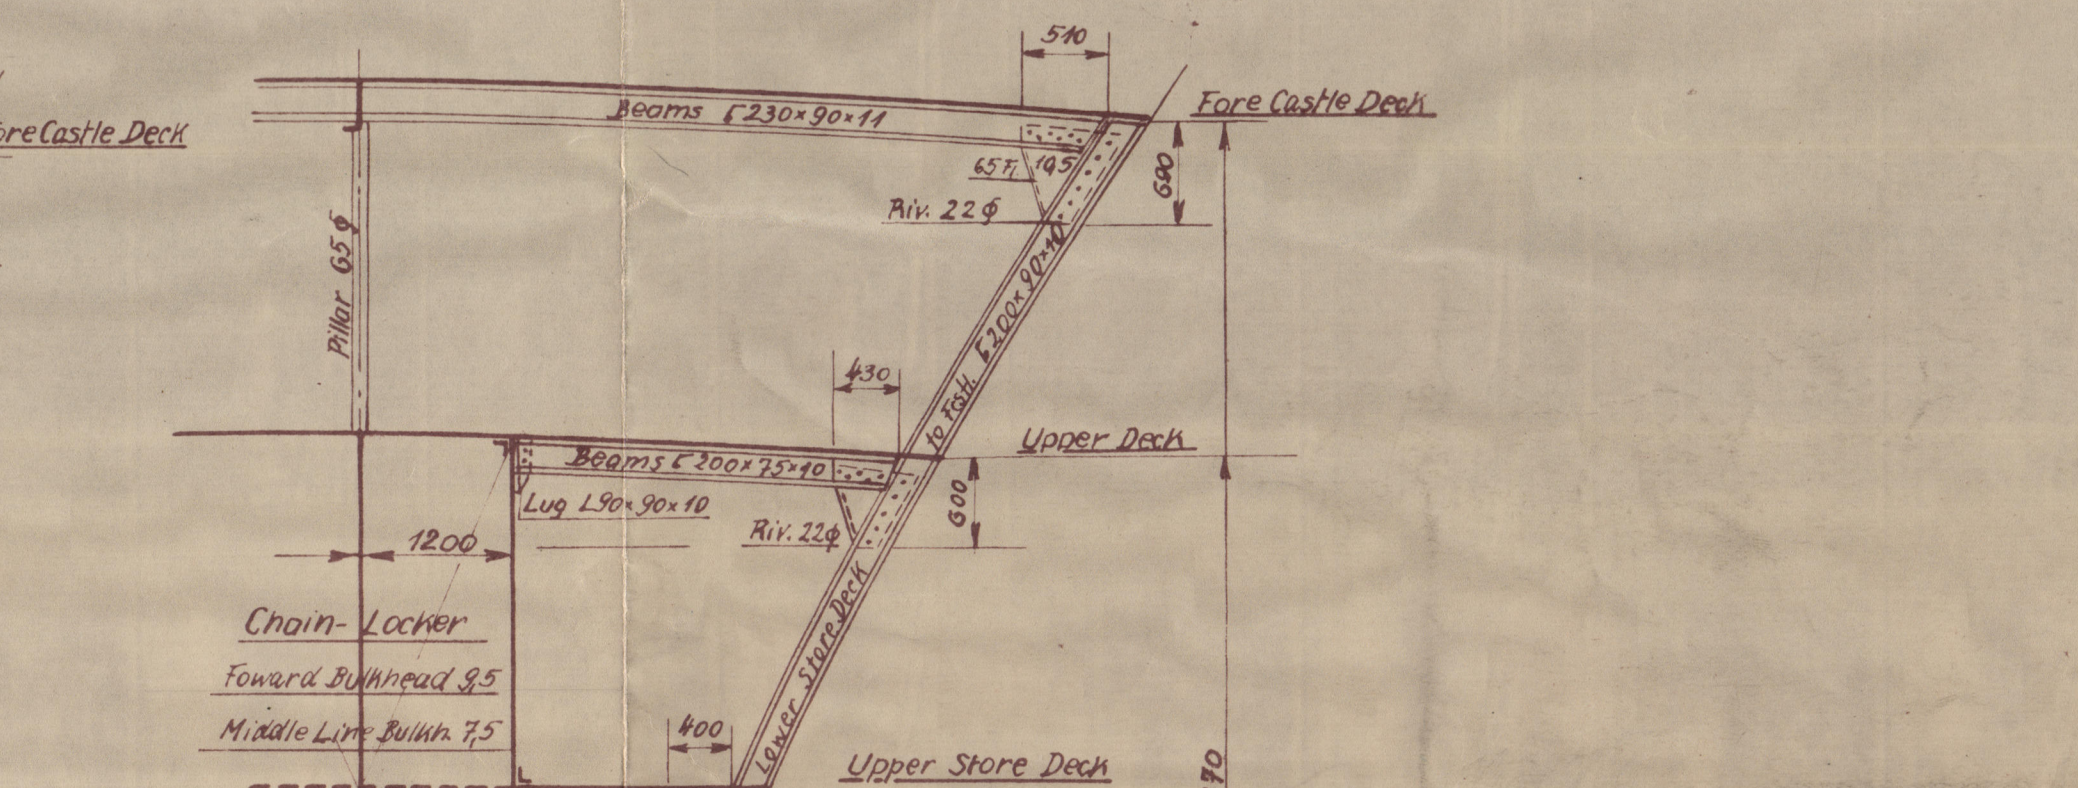 510
Fore Castle Deck
Beams [ 230×90×11
oreCastle Deck
65 Fl. 10,5
690
Riv. 22 ϕ
Pillar 65 ϕ
to Fcstl. [ 200×90×10
430
Upper Deck
Beams [ 200×75×10
Lug L90×90×10
600
Riv. 22ϕ
1200
Chain-Locker
Foward Bulkhead 9,5
Middle Line Bulkh. 7,5
Lower Store Deck
400
Upper Store Deck
70